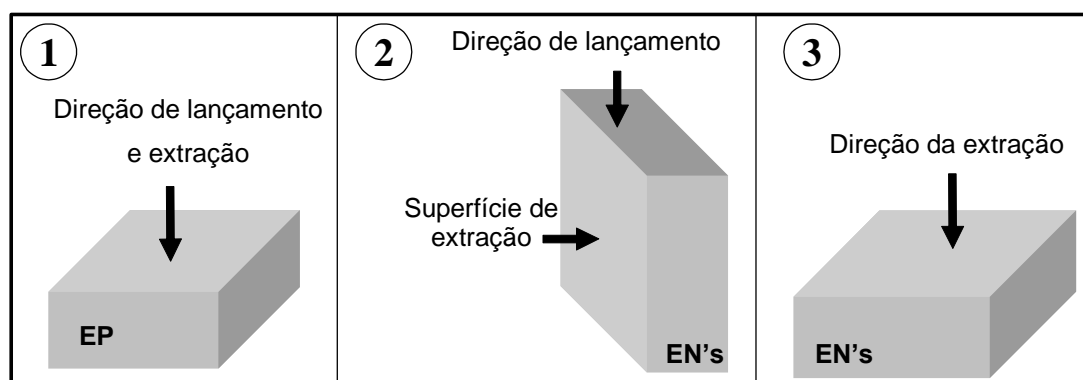 1
Direção de lançamento
e extração
EP
2
Direção de lançamento
Superfície de
extração
EN's
3
Direção da extração
EN's